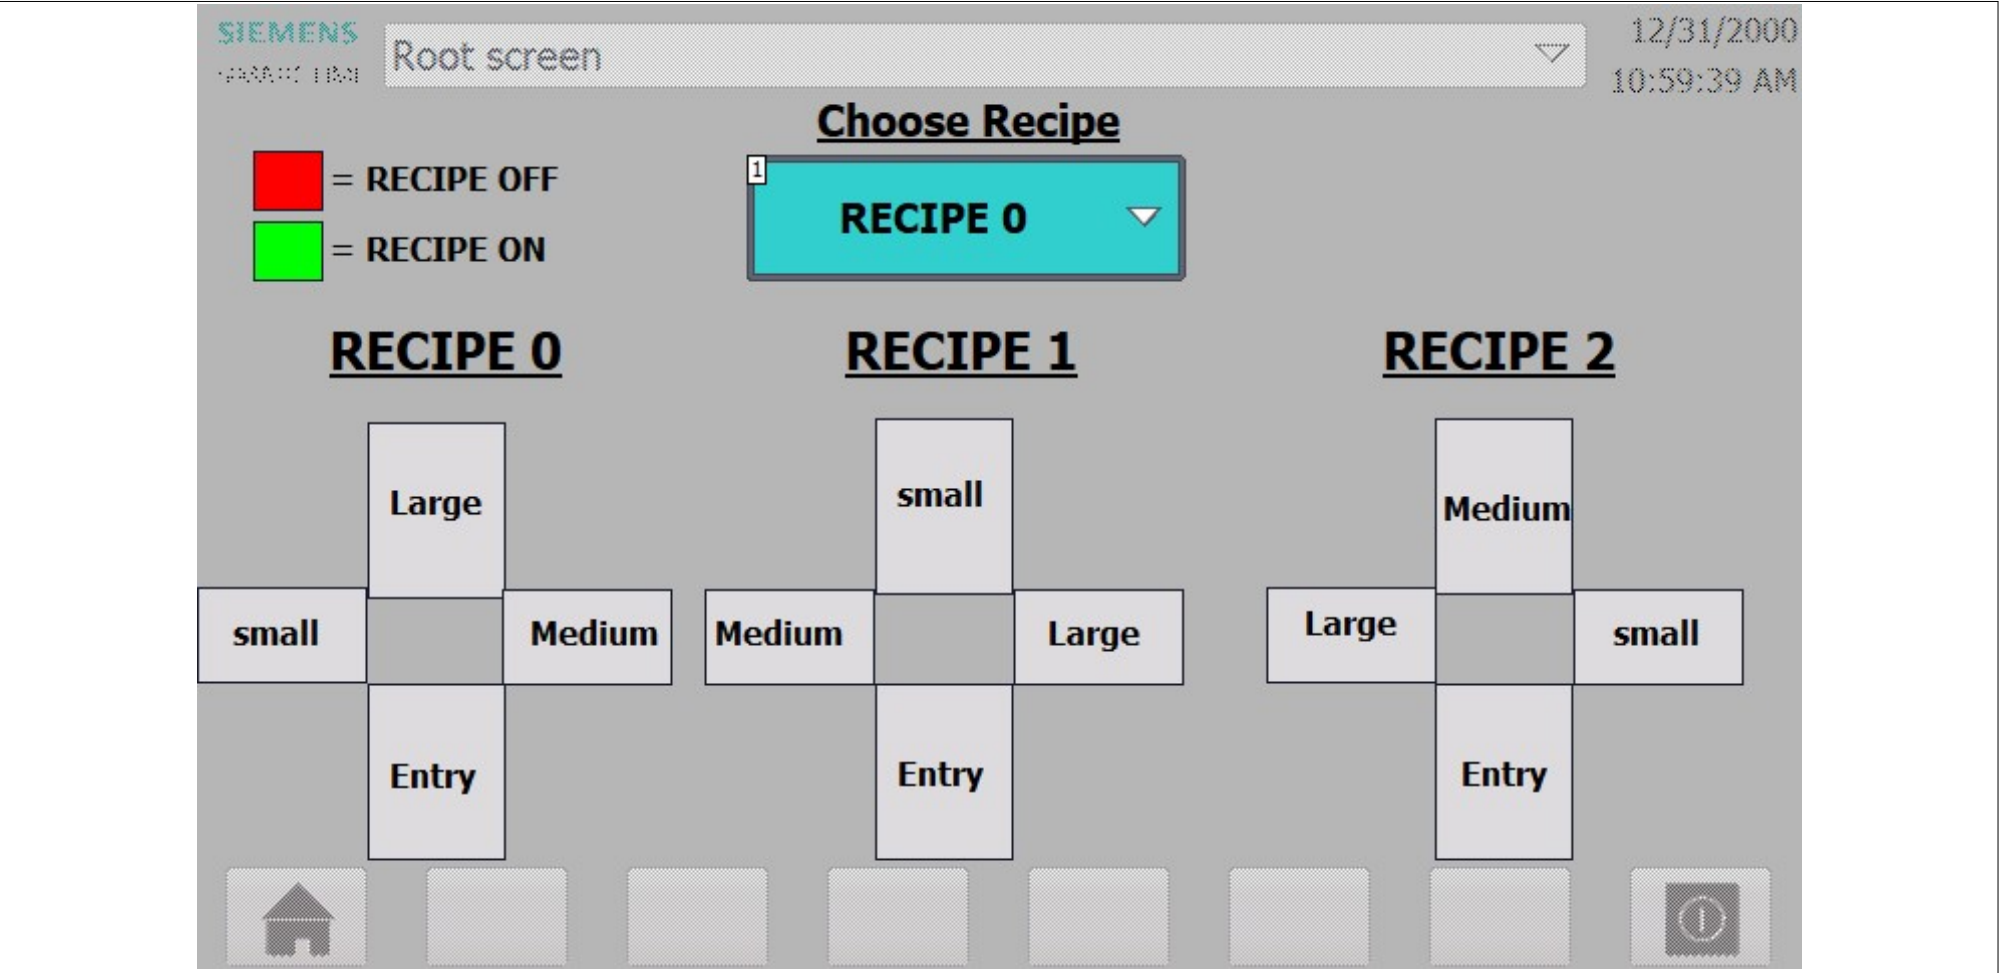 SIEMENS
Root screen
12/31/2000
10:59:39 AM
Choose Recipe
= RECIPE OFF
= RECIPE ON
1
RECIPE 0
RECIPE 0
RECIPE 1
RECIPE 2
Large
small
Medium
Entry
small
Medium
Large
Entry
Medium
Large
small
Entry